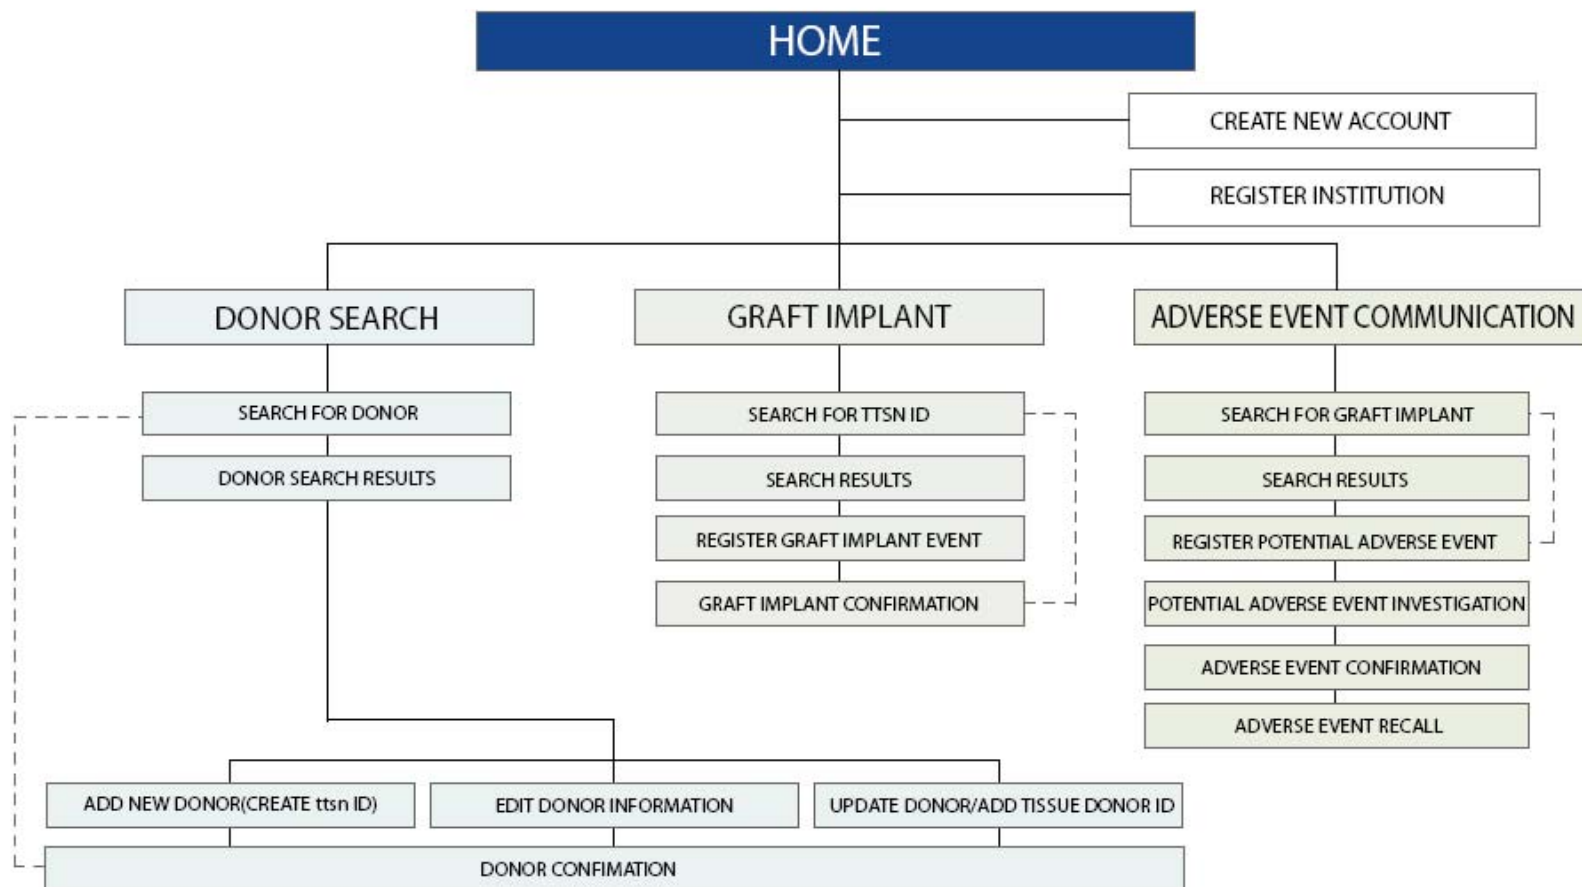 HOME
CREATE NEW ACCOUNT
REGISTER INSTITUTION
DONOR SEARCH
GRAFT IMPLANT
ADVERSE EVENT COMMUNICATION
SEARCH FOR DONOR
SEARCH FOR TTSN ID
SEARCH FOR GRAFT IMPLANT
DONOR SEARCH RESULTS
SEARCH RESULTS
SEARCH RESULTS
REGISTER GRAFT IMPLANT EVENT
REGISTER POTENTIAL ADVERSE EVENT
GRAFT IMPLANT CONFIRMATION
POTENTIAL ADVERSE EVENT INVESTIGATION
ADVERSE EVENT CONFIRMATION
ADVERSE EVENT RECALL
ADD NEW DONOR(CREATE ttsn ID)
EDIT DONOR INFORMATION
UPDATE DONOR/ADD TISSUE DONOR ID
DONOR CONFIMATION